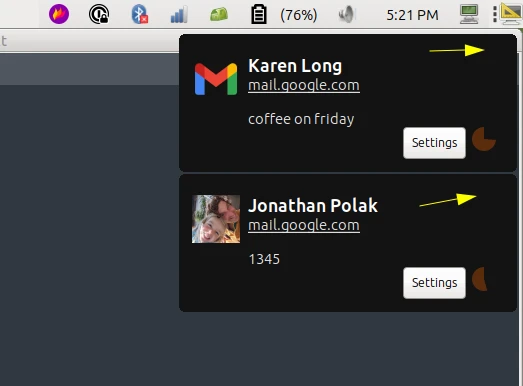 (76%) 5:21 PM
t
Karen Long
mail.google.com
coffee on friday
Settings
Jonathan Polak
mail.google.com
1345
Settings